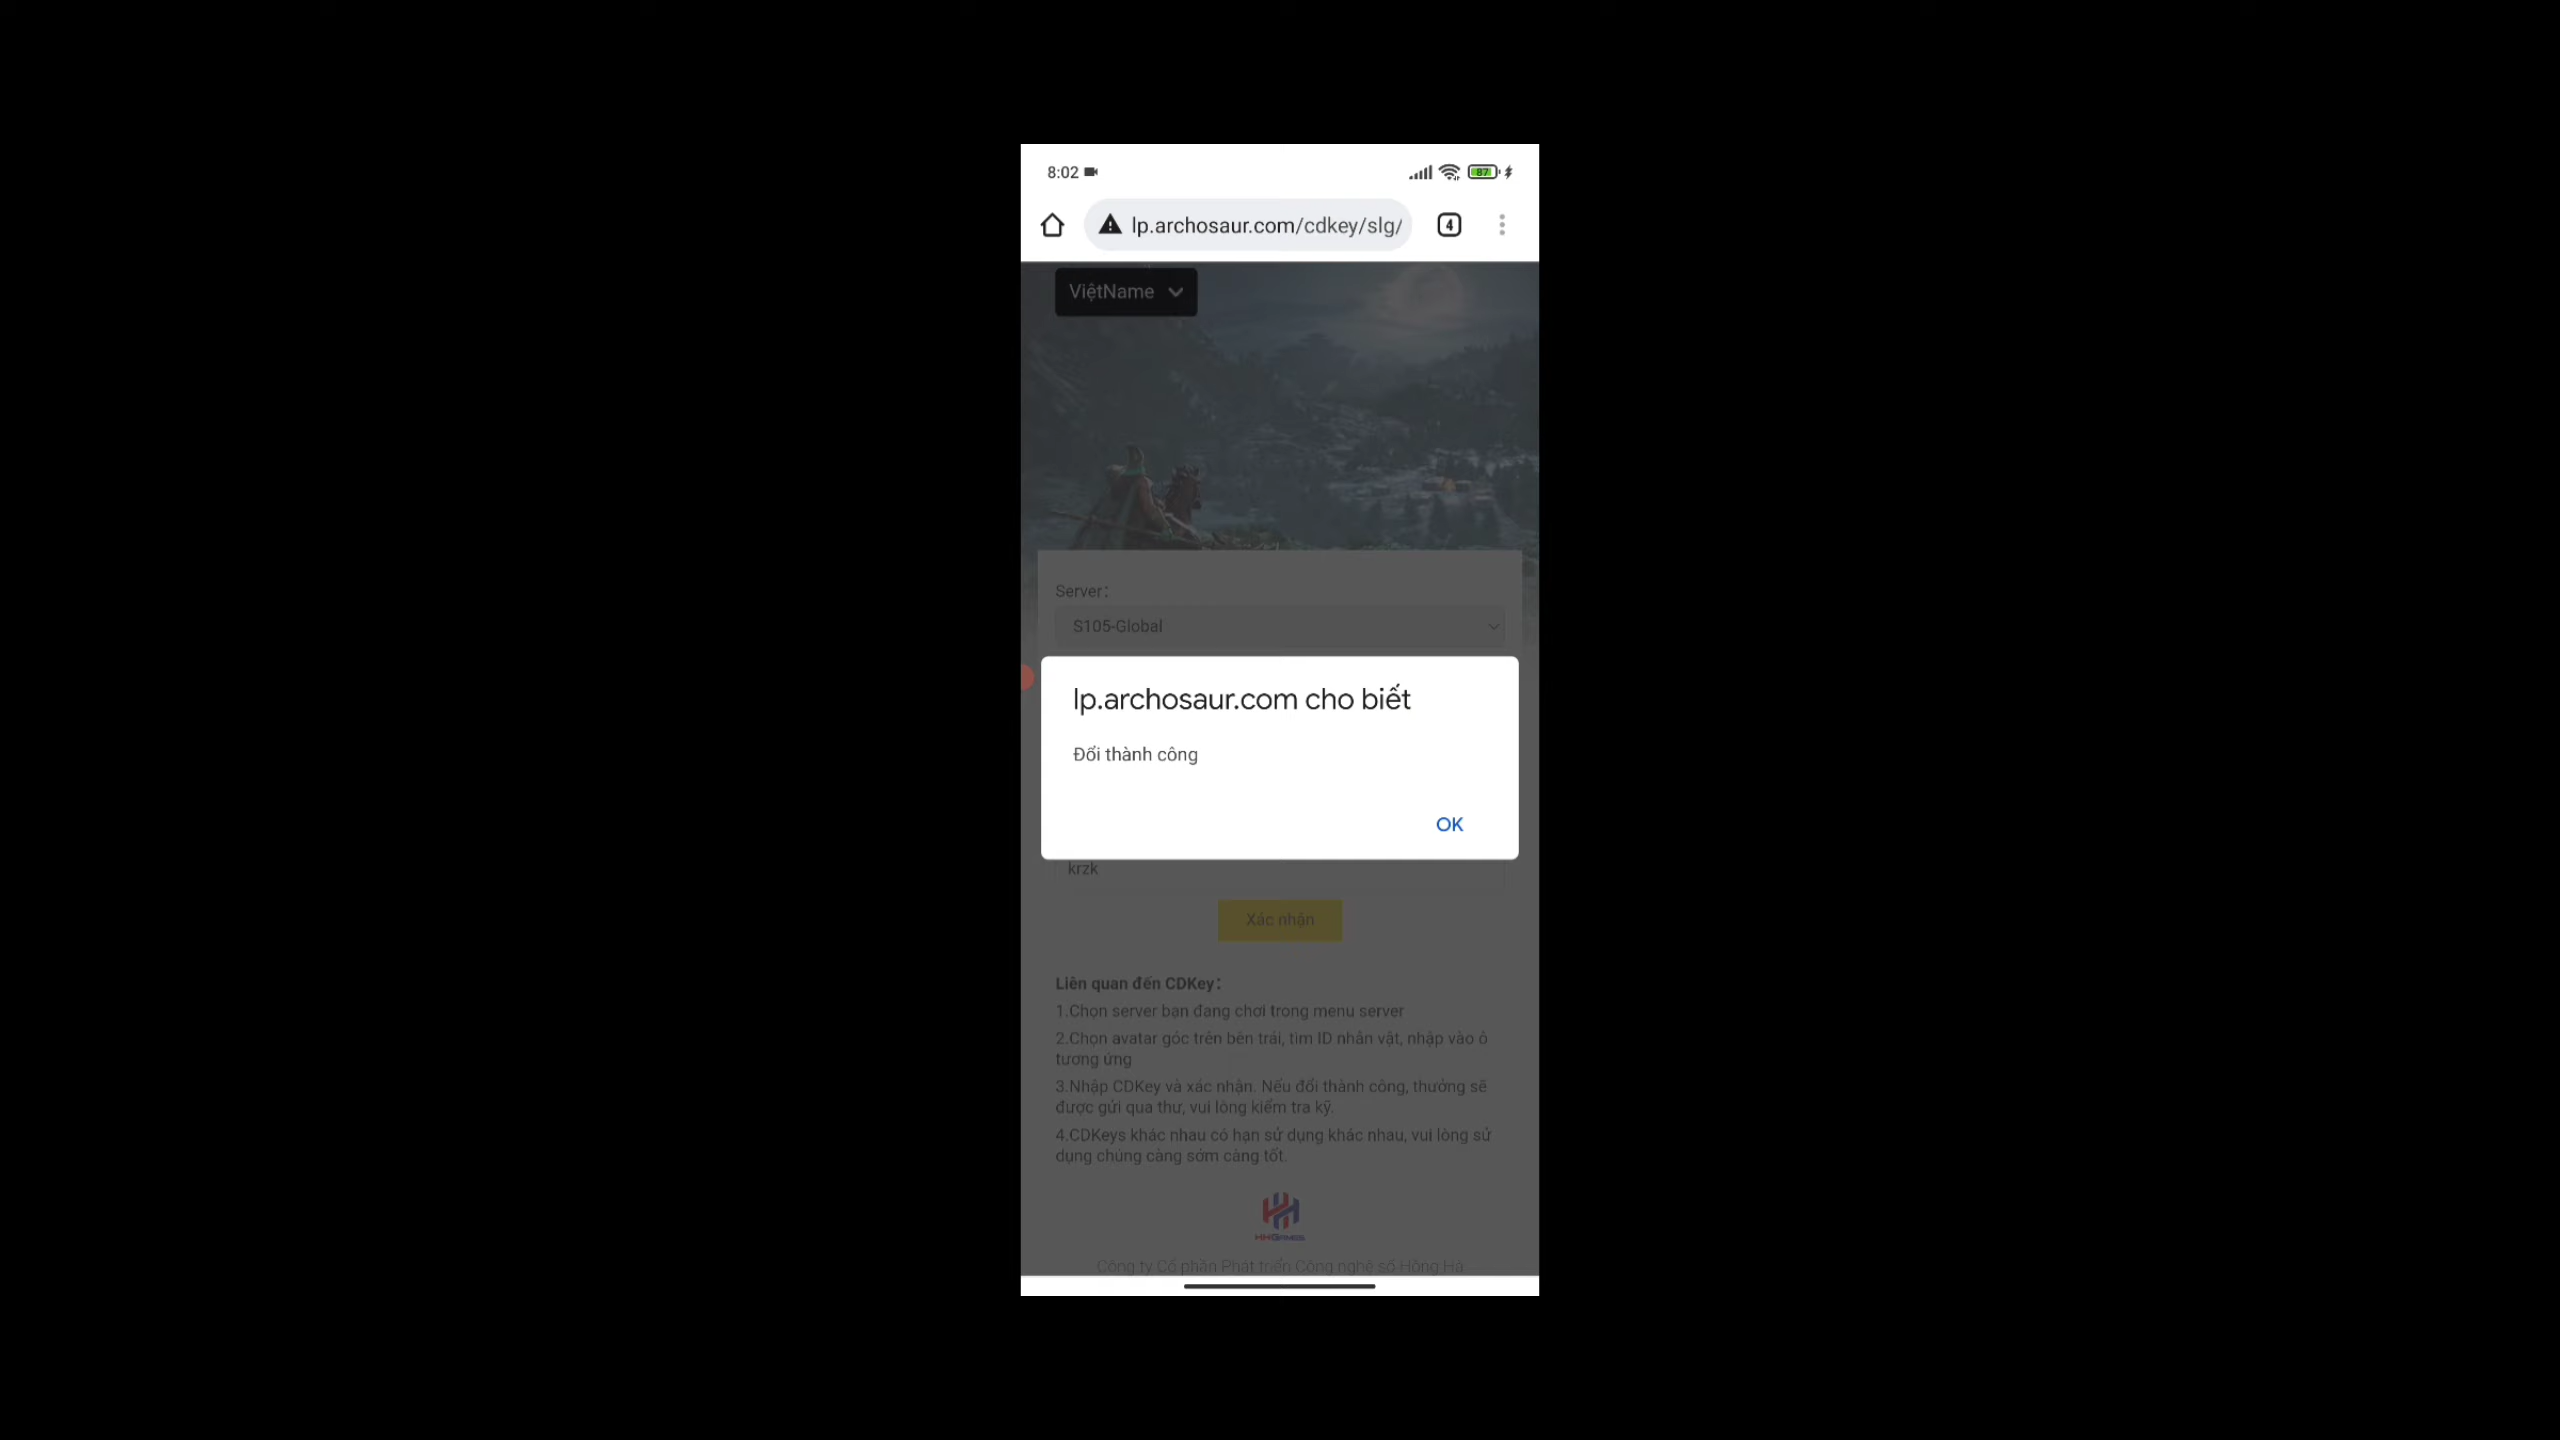 8:02
87
lp.archosaur.com/cdkey/slg/
4
ViệtName
Server：
S105-Global
lp.archosaur.com cho biết
Đổi thành công
OK
krzk
Xác nhận
Liên quan đến CDKey：
1.Chọn server bạn đang chơi trong menu server
2.Chọn avatar góc trên bên trái, tìm ID nhân vật, nhập vào ô
tương ứng
3.Nhập CDKey và xác nhận. Nếu đổi thành công, thưởng sẽ
được gửi qua thư, vui lòng kiểm tra kỹ.
4.CDKeys khác nhau có hạn sử dụng khác nhau, vui lòng sử
dụng chúng càng sớm càng tốt.
HHGAMES
Công ty Cổ phần Phát triển Công nghệ số Hồng Hà